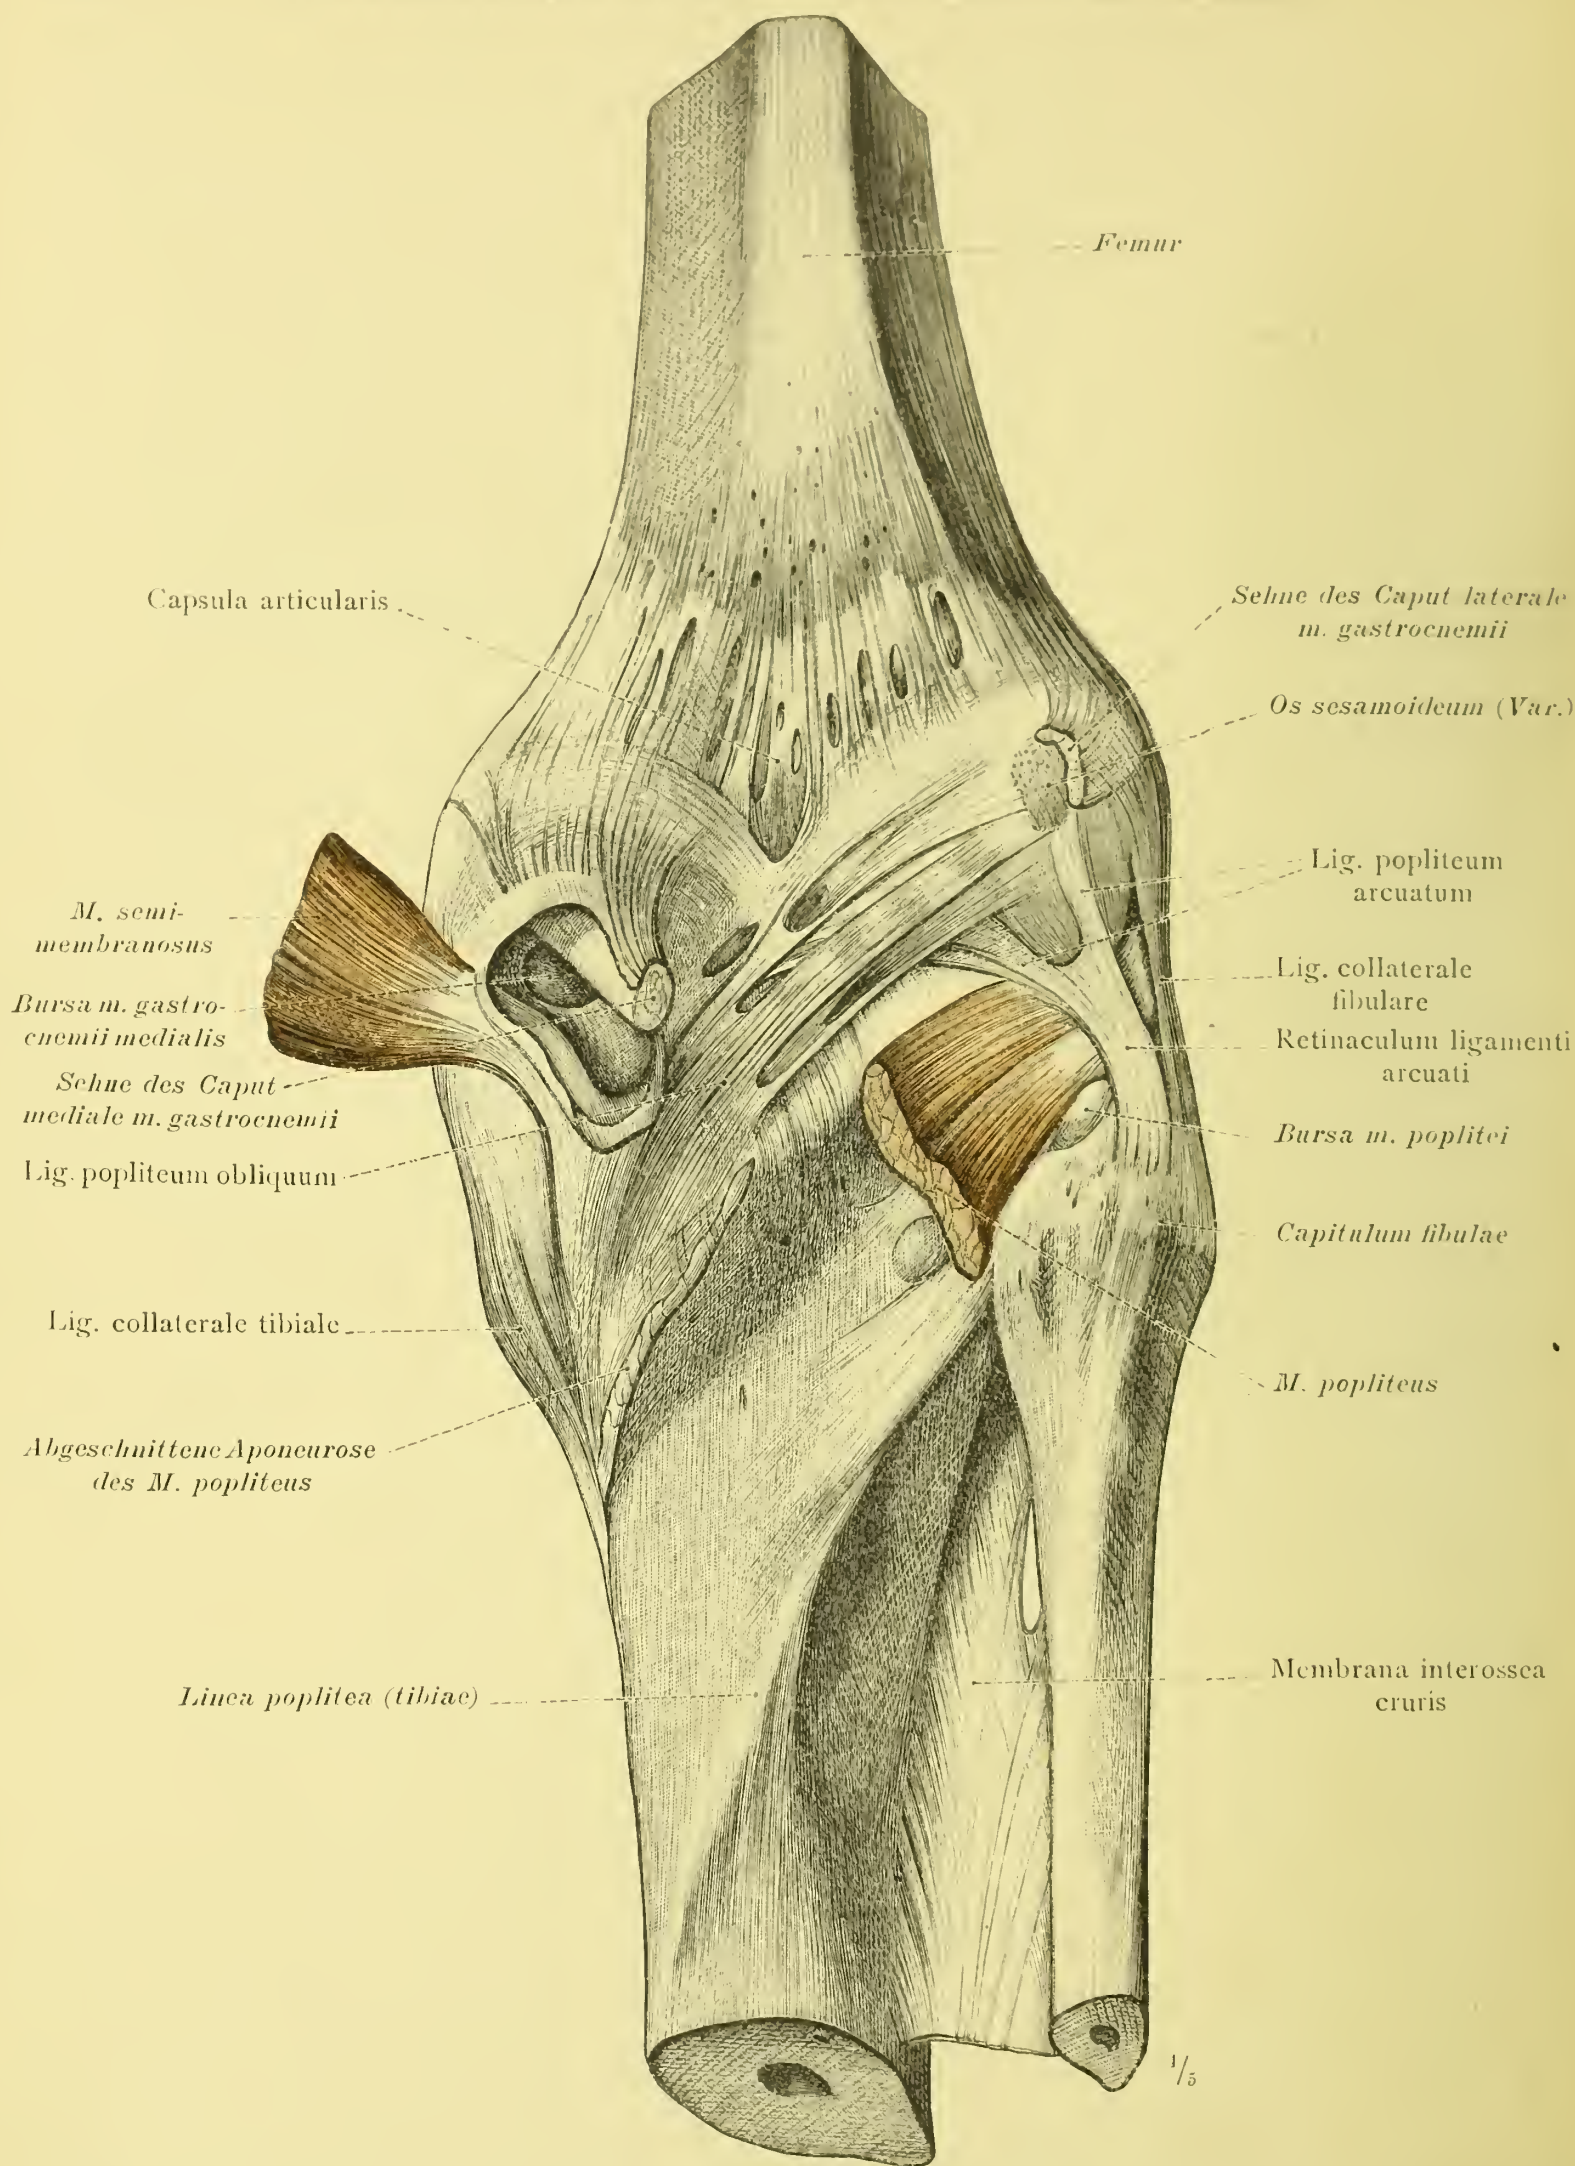 Femur
Capsula articularis
Sehne des Caput laterale
m. gastrocnemii
Os sesamoideum (Var.)
Lig. popliteum
arcuatum
M. semi-
membranosus
Lig. collaterale
fibulare
Bursa m. gastro-
cnemii medialis
Retinaculum ligamenti
arcuati
Sehne des Caput
mediale m. gastrocnemii
Bursa m. poplitei
Lig. popliteum obliquum
Capitulum fibulae
Lig. collaterale tibiale
M. popliteus
Abgeschnittene Aponeurose
des M. popliteus
Linea poplitea (tibiae)
Membrana interossea
cruris
1/5